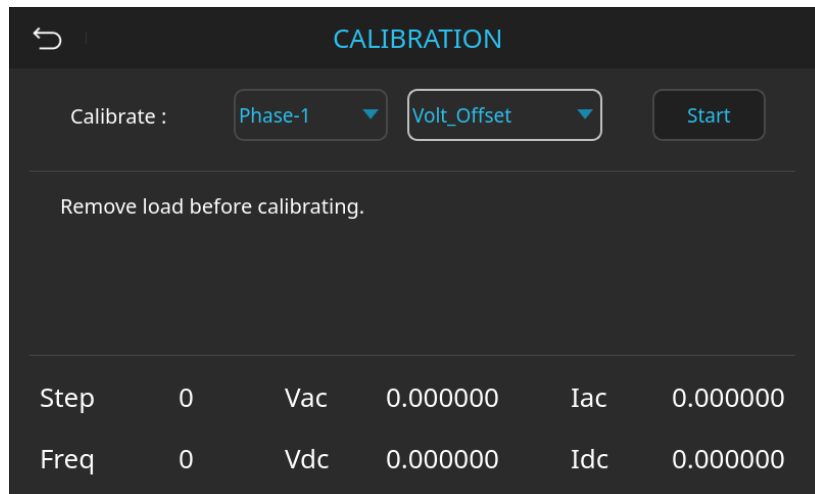 CALIBRATION
Calibrate : Phase-1 Volt_Offset Start
Remove load before calibrating.
Step 0 Vac 0.000000 Iac 0.000000
Freq 0 Vdc 0.000000 Idc 0.000000